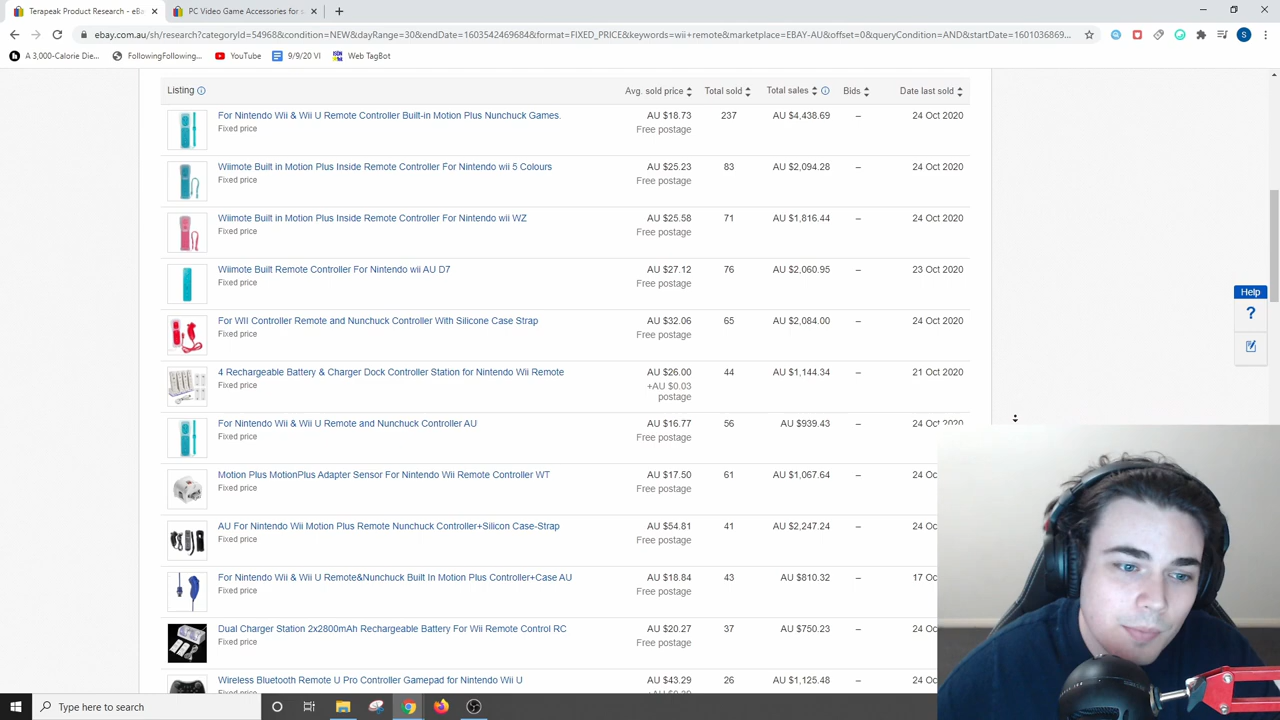 Terapeak Product Research - eB
PC Video Game Accessories for s
ebay.com.au/sh/research?categoryId=54968&condition=NEW&dayRange=30&endDate=1603542469684&format=FIXED_PRICE&keywords=wii+remote&marketplace=EBAY-AU&offset=0&queryCondition=AND&startDate=1601036869...
S
A 3,000-Calorie Die...
FollowingFollowing...
YouTube
9/9/20 VI
Web TagBot
Listing Avg. sold price Total sold Total sales Bids Date last sold
For Nintendo Wii & Wii U Remote Controller Built-in Motion Plus Nunchuck Games. AU $18.73 237 AU $4,438.69 – 24 Oct 2020
Fixed price Free postage
Wiimote Built in Motion Plus Inside Remote Controller For Nintendo wii 5 Colours AU $25.23 83 AU $2,094.28 – 24 Oct 2020
Fixed price Free postage
Wiimote Built in Motion Plus Inside Remote Controller For Nintendo wii WZ AU $25.58 71 AU $1,816.44 – 24 Oct 2020
Fixed price Free postage
Wiimote Built Remote Controller For Nintendo wii AU D7 AU $27.12 76 AU $2,060.95 – 23 Oct 2020
Fixed price Free postage
Help
?
For WII Controller Remote and Nunchuck Controller With Silicone Case Strap AU $32.06 65 AU $2,084.00 – 24 Oct 2020
Fixed price Free postage
4 Rechargeable Battery & Charger Dock Controller Station for Nintendo Wii Remote AU $26.00 44 AU $1,144.34 – 21 Oct 2020
Fixed price +AU $0.03
postage
For Nintendo Wii & Wii U Remote and Nunchuck Controller AU AU $16.77 56 AU $939.43 – 24 Oct 2020
Fixed price Free postage
Motion Plus MotionPlus Adapter Sensor For Nintendo Wii Remote Controller WT AU $17.50 61 AU $1,067.64 – 24 Oc
Fixed price Free postage
AU For Nintendo Wii Motion Plus Remote Nunchuck Controller+Silicon Case-Strap AU $54.81 41 AU $2,247.24 – 24 Oc
Fixed price Free postage
For Nintendo Wii & Wii U Remote&Nunchuck Built In Motion Plus Controller+Case AU AU $18.84 43 AU $810.32 – 17 Oc
Fixed price Free postage
Dual Charger Station 2x2800mAh Rechargeable Battery For Wii Remote Control RC AU $20.27 37 AU $750.23 – 24 Oc
Fixed price Free postage
Wireless Bluetooth Remote U Pro Controller Gamepad for Nintendo Wii U AU $43.29 26 AU $1,125.48 – 24 Oc
Type here to search